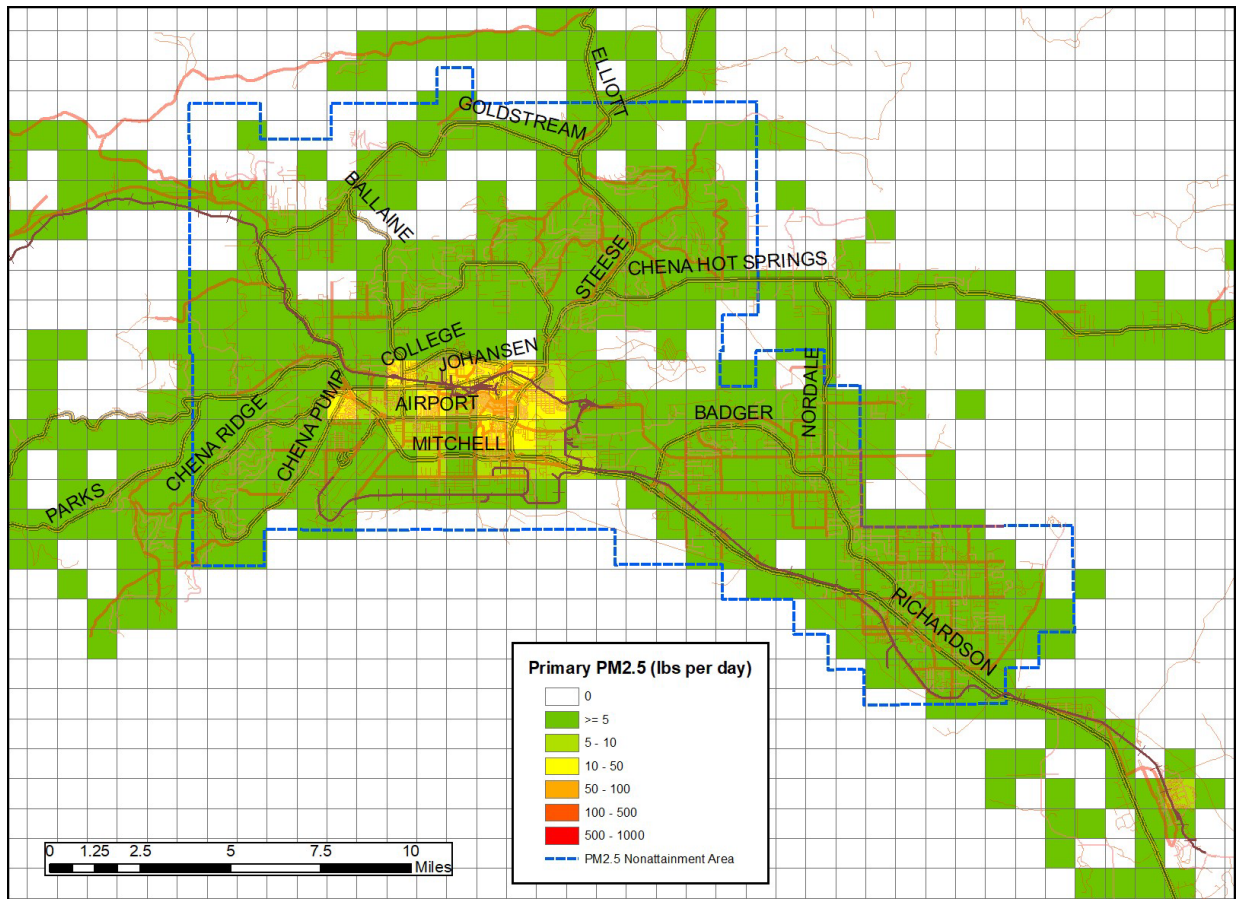 ELLIOTT
GOLDSTREAM
BALLAINE
STEESE
CHENA HOT SPRINGS
COLLEGE
JOHANSEN
AIRPORT
CHENA PUMP
CHENA RIDGE
MITCHELL
BADGER
NORDALE
PARKS
RICHARDSON
Primary PM2.5 (lbs per day)
0
>= 5
5 - 10
10 - 50
50 - 100
100 - 500
500 - 1000
PM2.5 Nonattainment Area
0 1.25 2.5 5 7.5 10
Miles